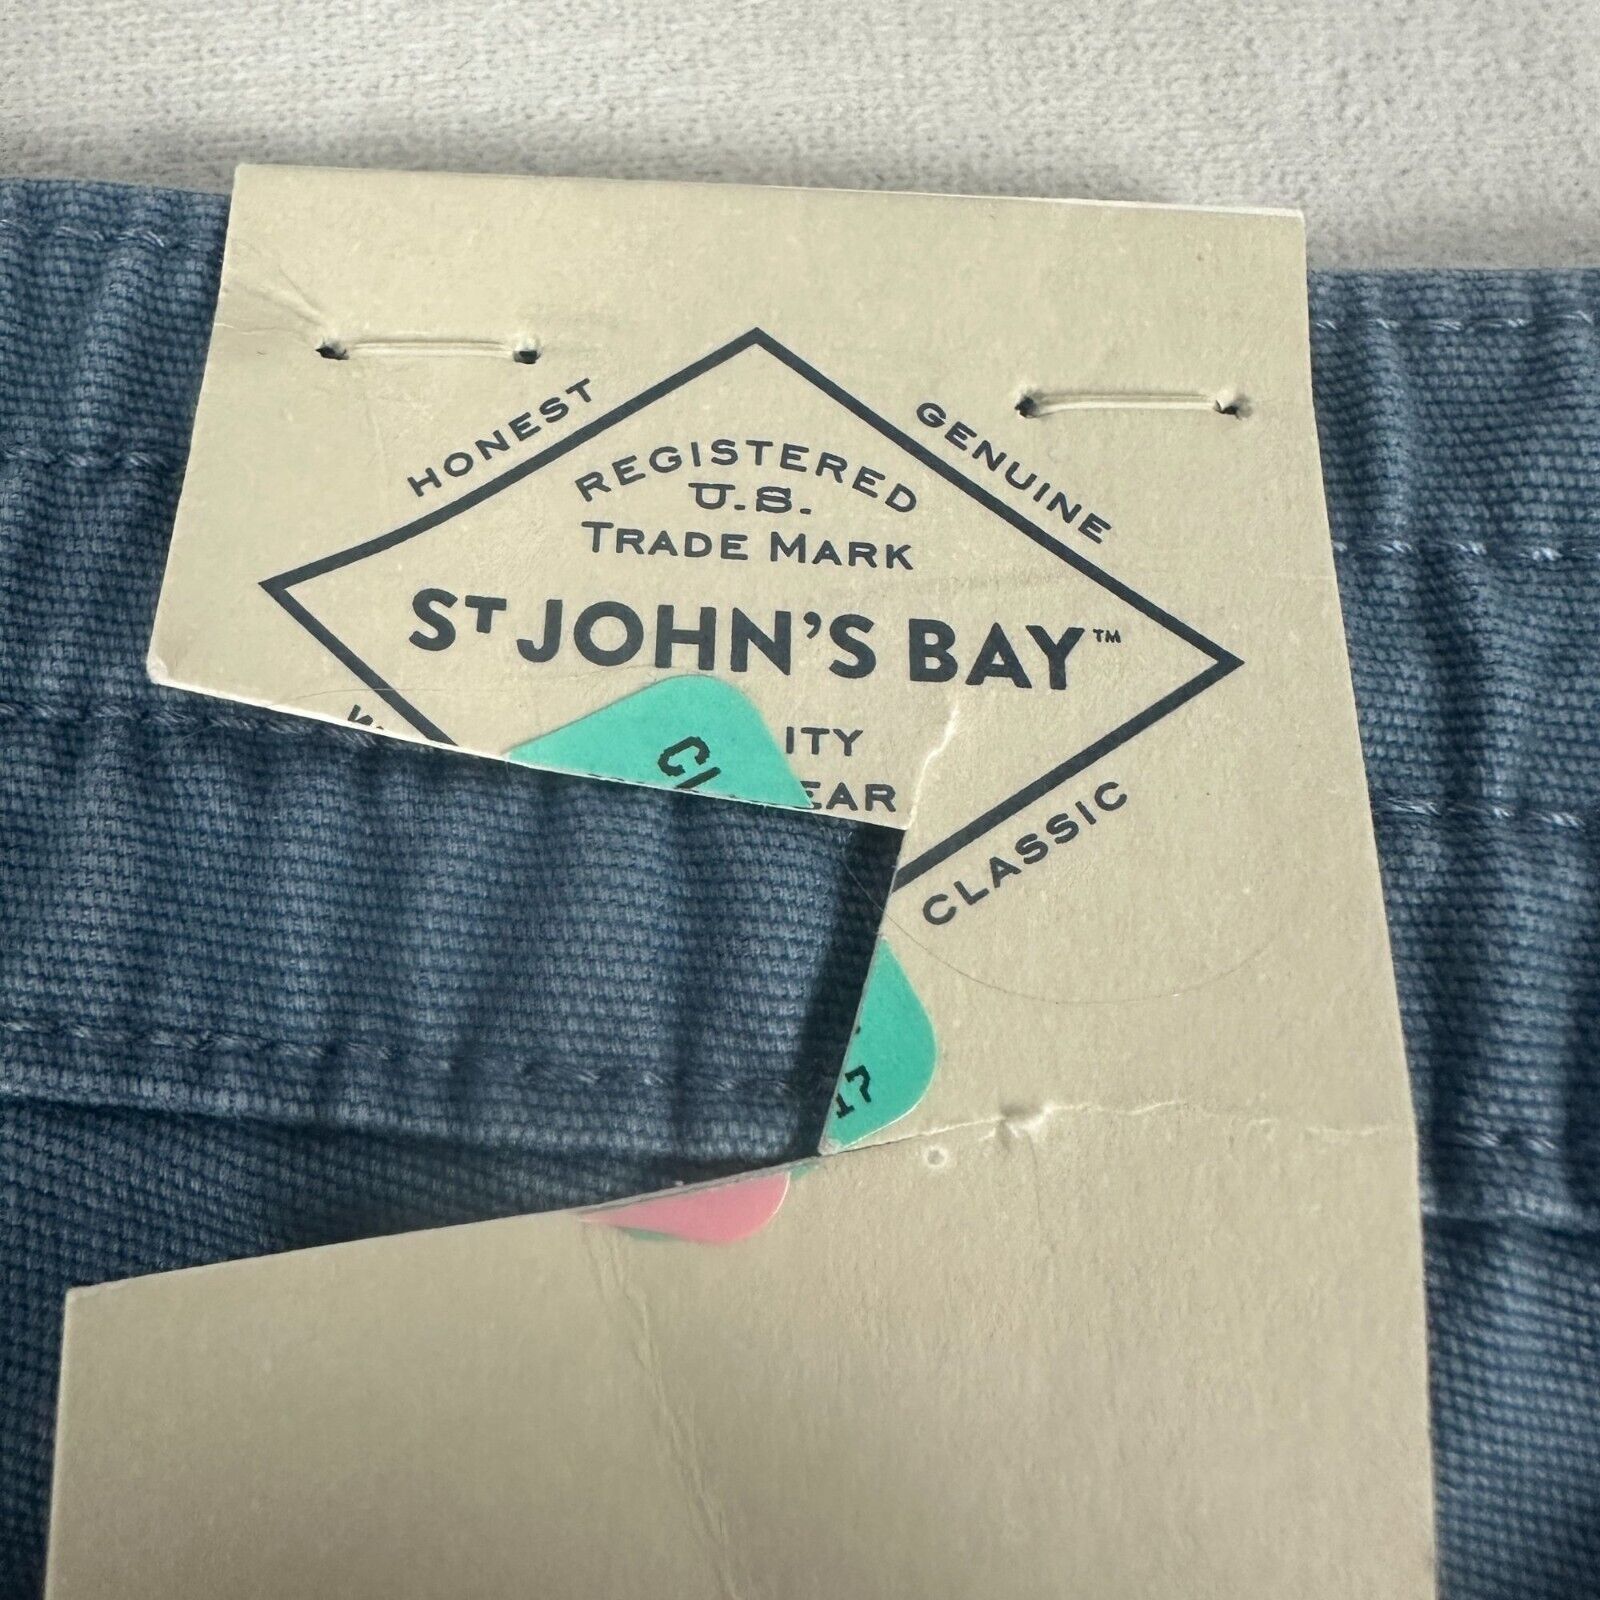 HONEST
GENUINE
REGISTERED
U.S.
TRADE MARK
ST JOHN'S BAY™
ITY
EAR
CLASSIC